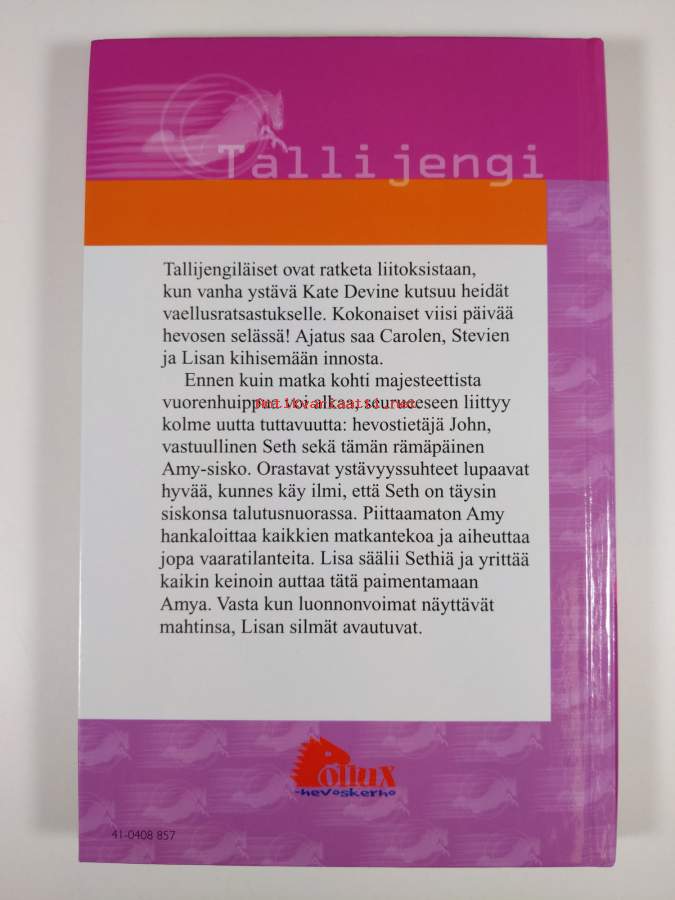 Tallijengi
Tallijengiläiset ovat ratketa liitoksistaan,
kun vanha ystävä Kate Devine kutsuu heidät
vaellusratsastukselle. Kokonaiset viisi päivää
hevosen selässä! Ajatus saa Carolen, Stevien
ja Lisan kihisemään innosta.
Ennen kuin matka kohti majesteettista
vuorenhuippua voi alkaa, seurueeseen liittyy
kolme uutta tuttavuutta: hevostietäjä John,
vastuullinen Seth sekä tämän rämäpäinen
Amy-sisko. Orastavat ystävyyssuhteet lupaavat
hyvää, kunnes käy ilmi, että Seth on täysin
siskonsa talutusnuorassa. Piittaamaton Amy
hankaloittaa kaikkien matkantekoa ja aiheuttaa
jopa vaaratilanteita. Lisa säälii Sethiä ja yrittää
kaikin keinoin auttaa tätä paimentamaan
Amya. Vasta kun luonnonvoimat näyttävät
mahtinsa, Lisan silmät avautuvat.
Pollux
-hevoskerho
41-0408 857